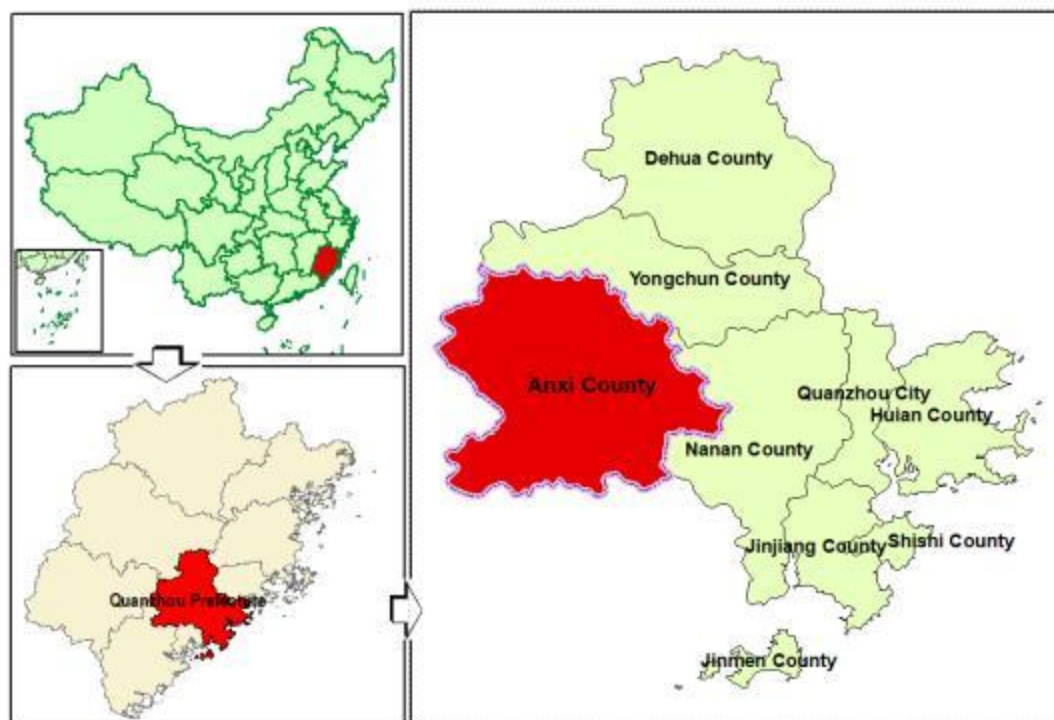 Dehua County
Yongchun County
Anxi County
Quanzhou City
Huian County
Nanan County
Jinjiang County
Shishi County
Jinmen County
Quanzhou Prefecture